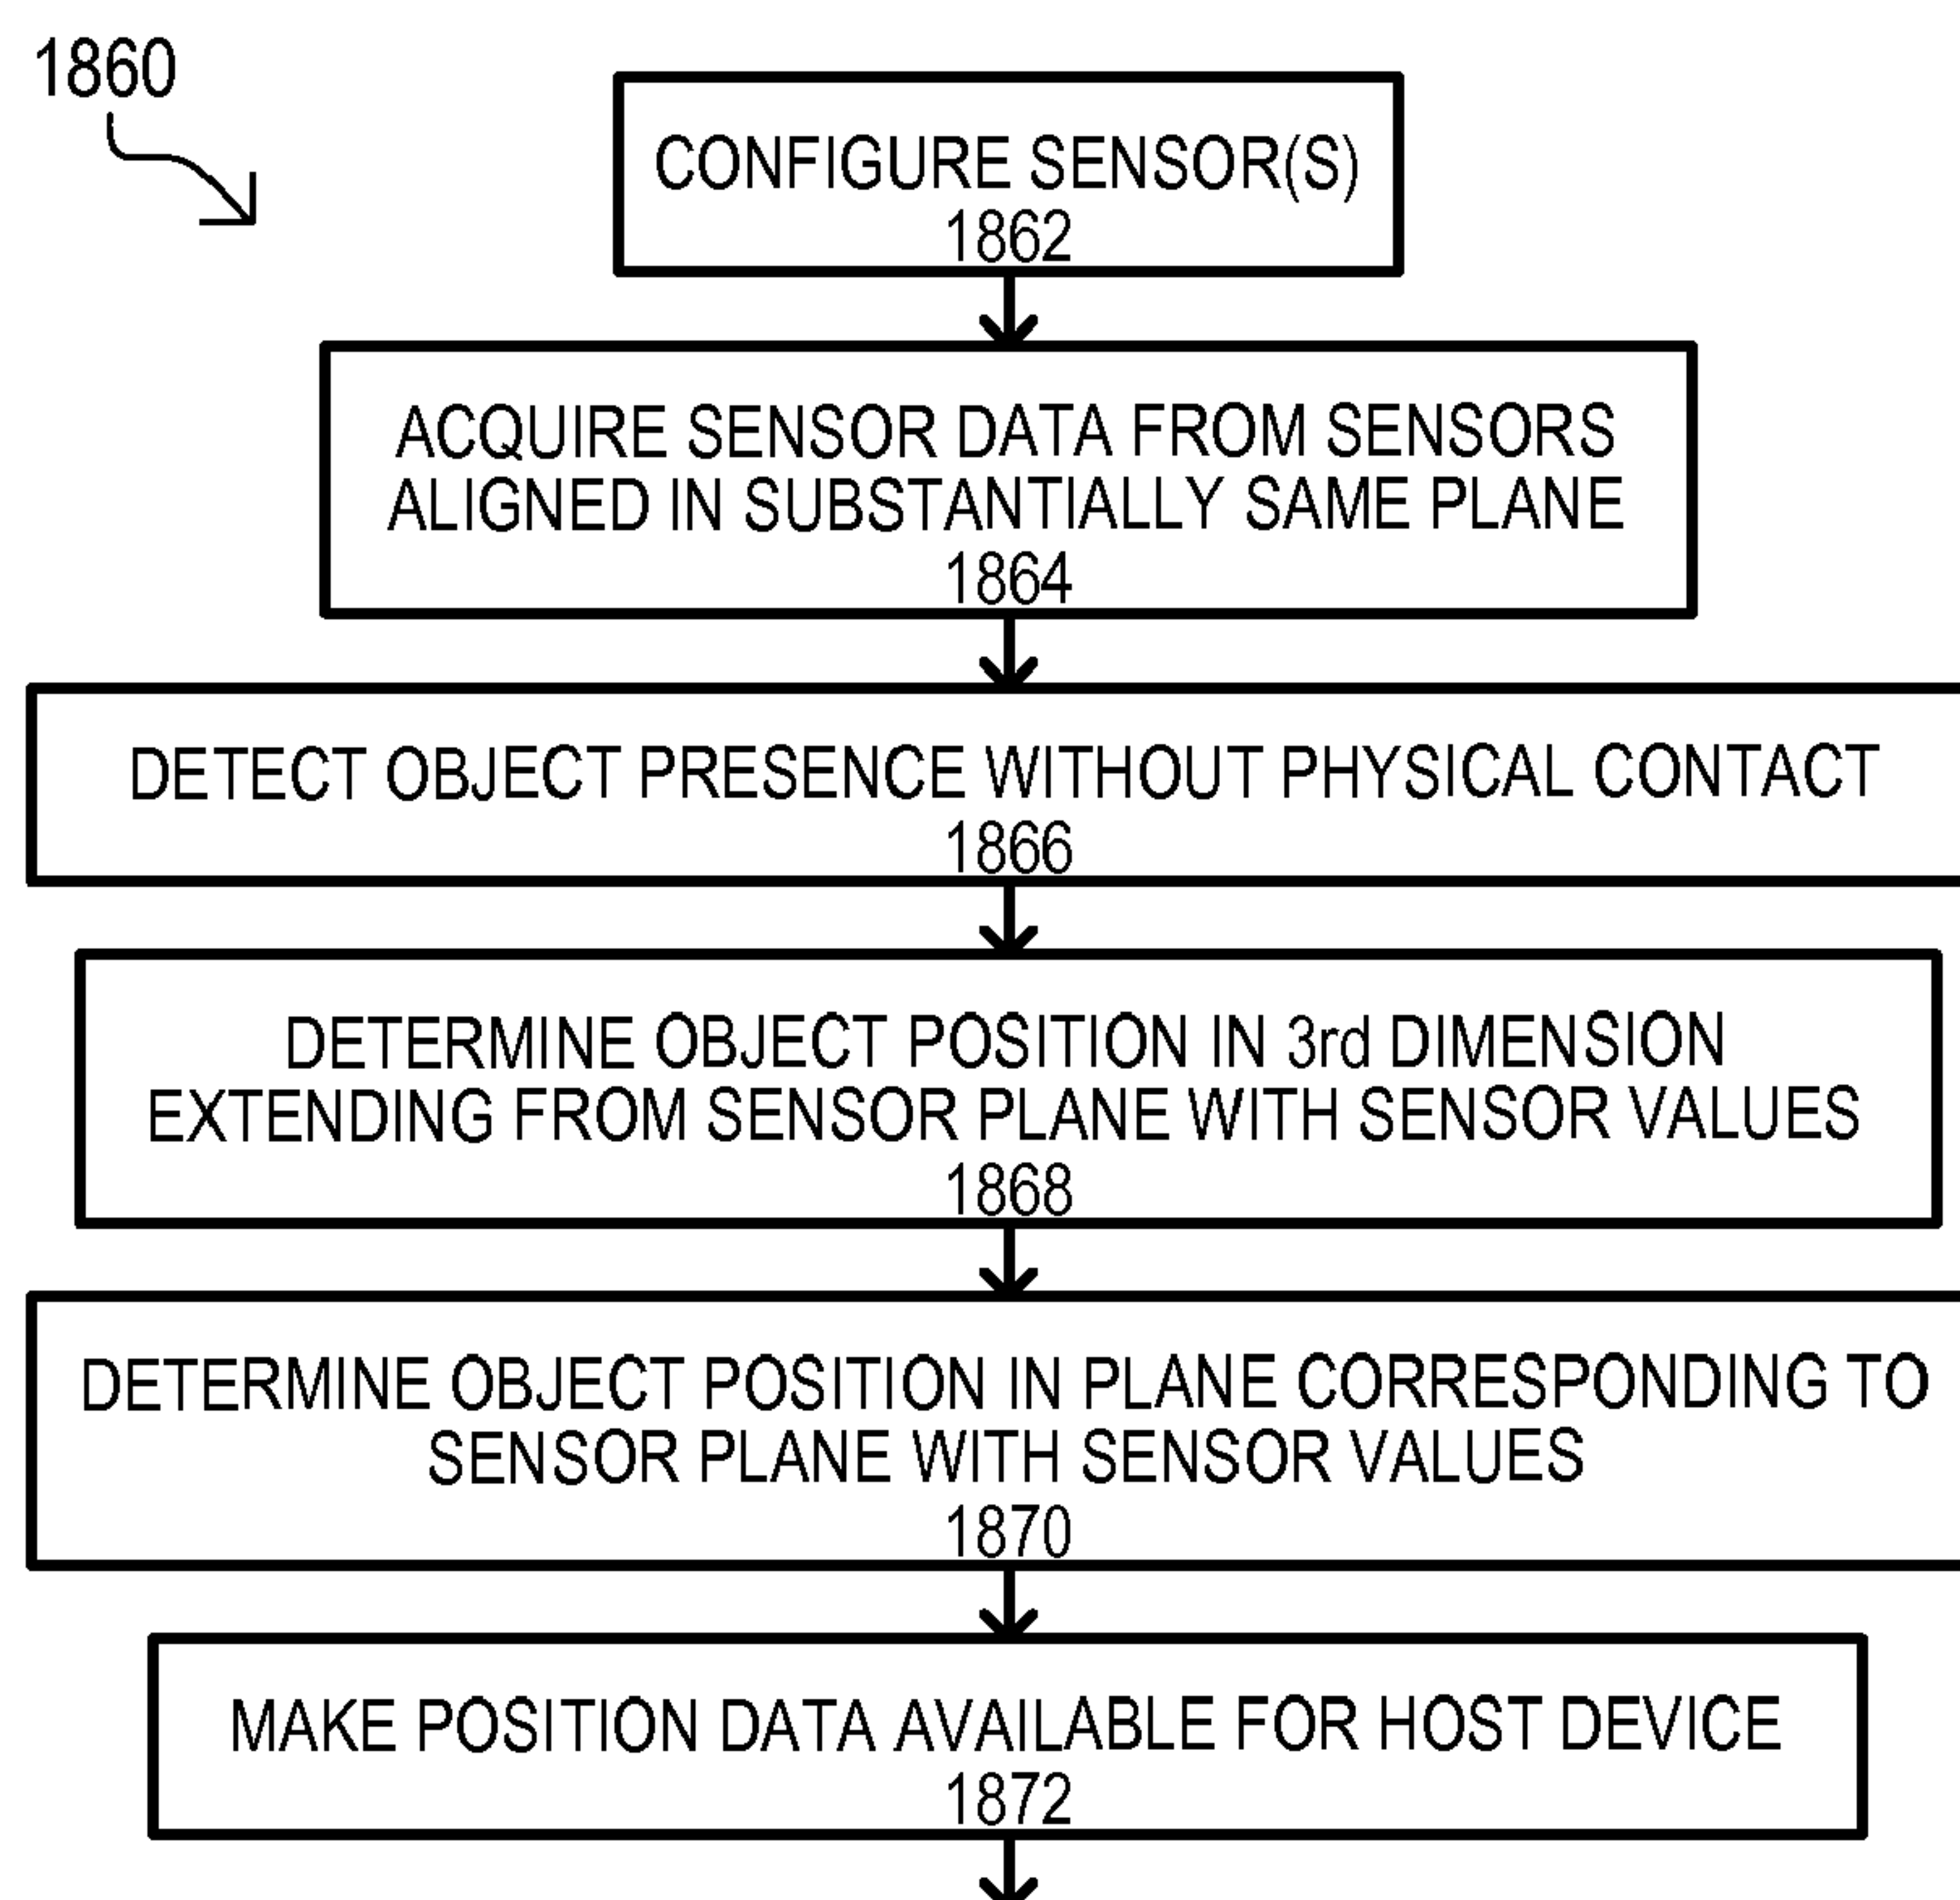 1860
CONFIGURE SENSOR(S)
1862
ACQUIRE SENSOR DATA FROM SENSORS
ALIGNED IN SUBSTANTIALLY SAME PLANE
1864
DETECT OBJECT PRESENCE WITHOUT PHYSICAL CONTACT
1866
DETERMINE OBJECT POSITION IN 3rd DIMENSION
EXTENDING FROM SENSOR PLANE WITH SENSOR VALUES
1868
DETERMINE OBJECT POSITION IN PLANE CORRESPONDING TO
SENSOR PLANE WITH SENSOR VALUES
1870
MAKE POSITION DATA AVAILABLE FOR HOST DEVICE
1872